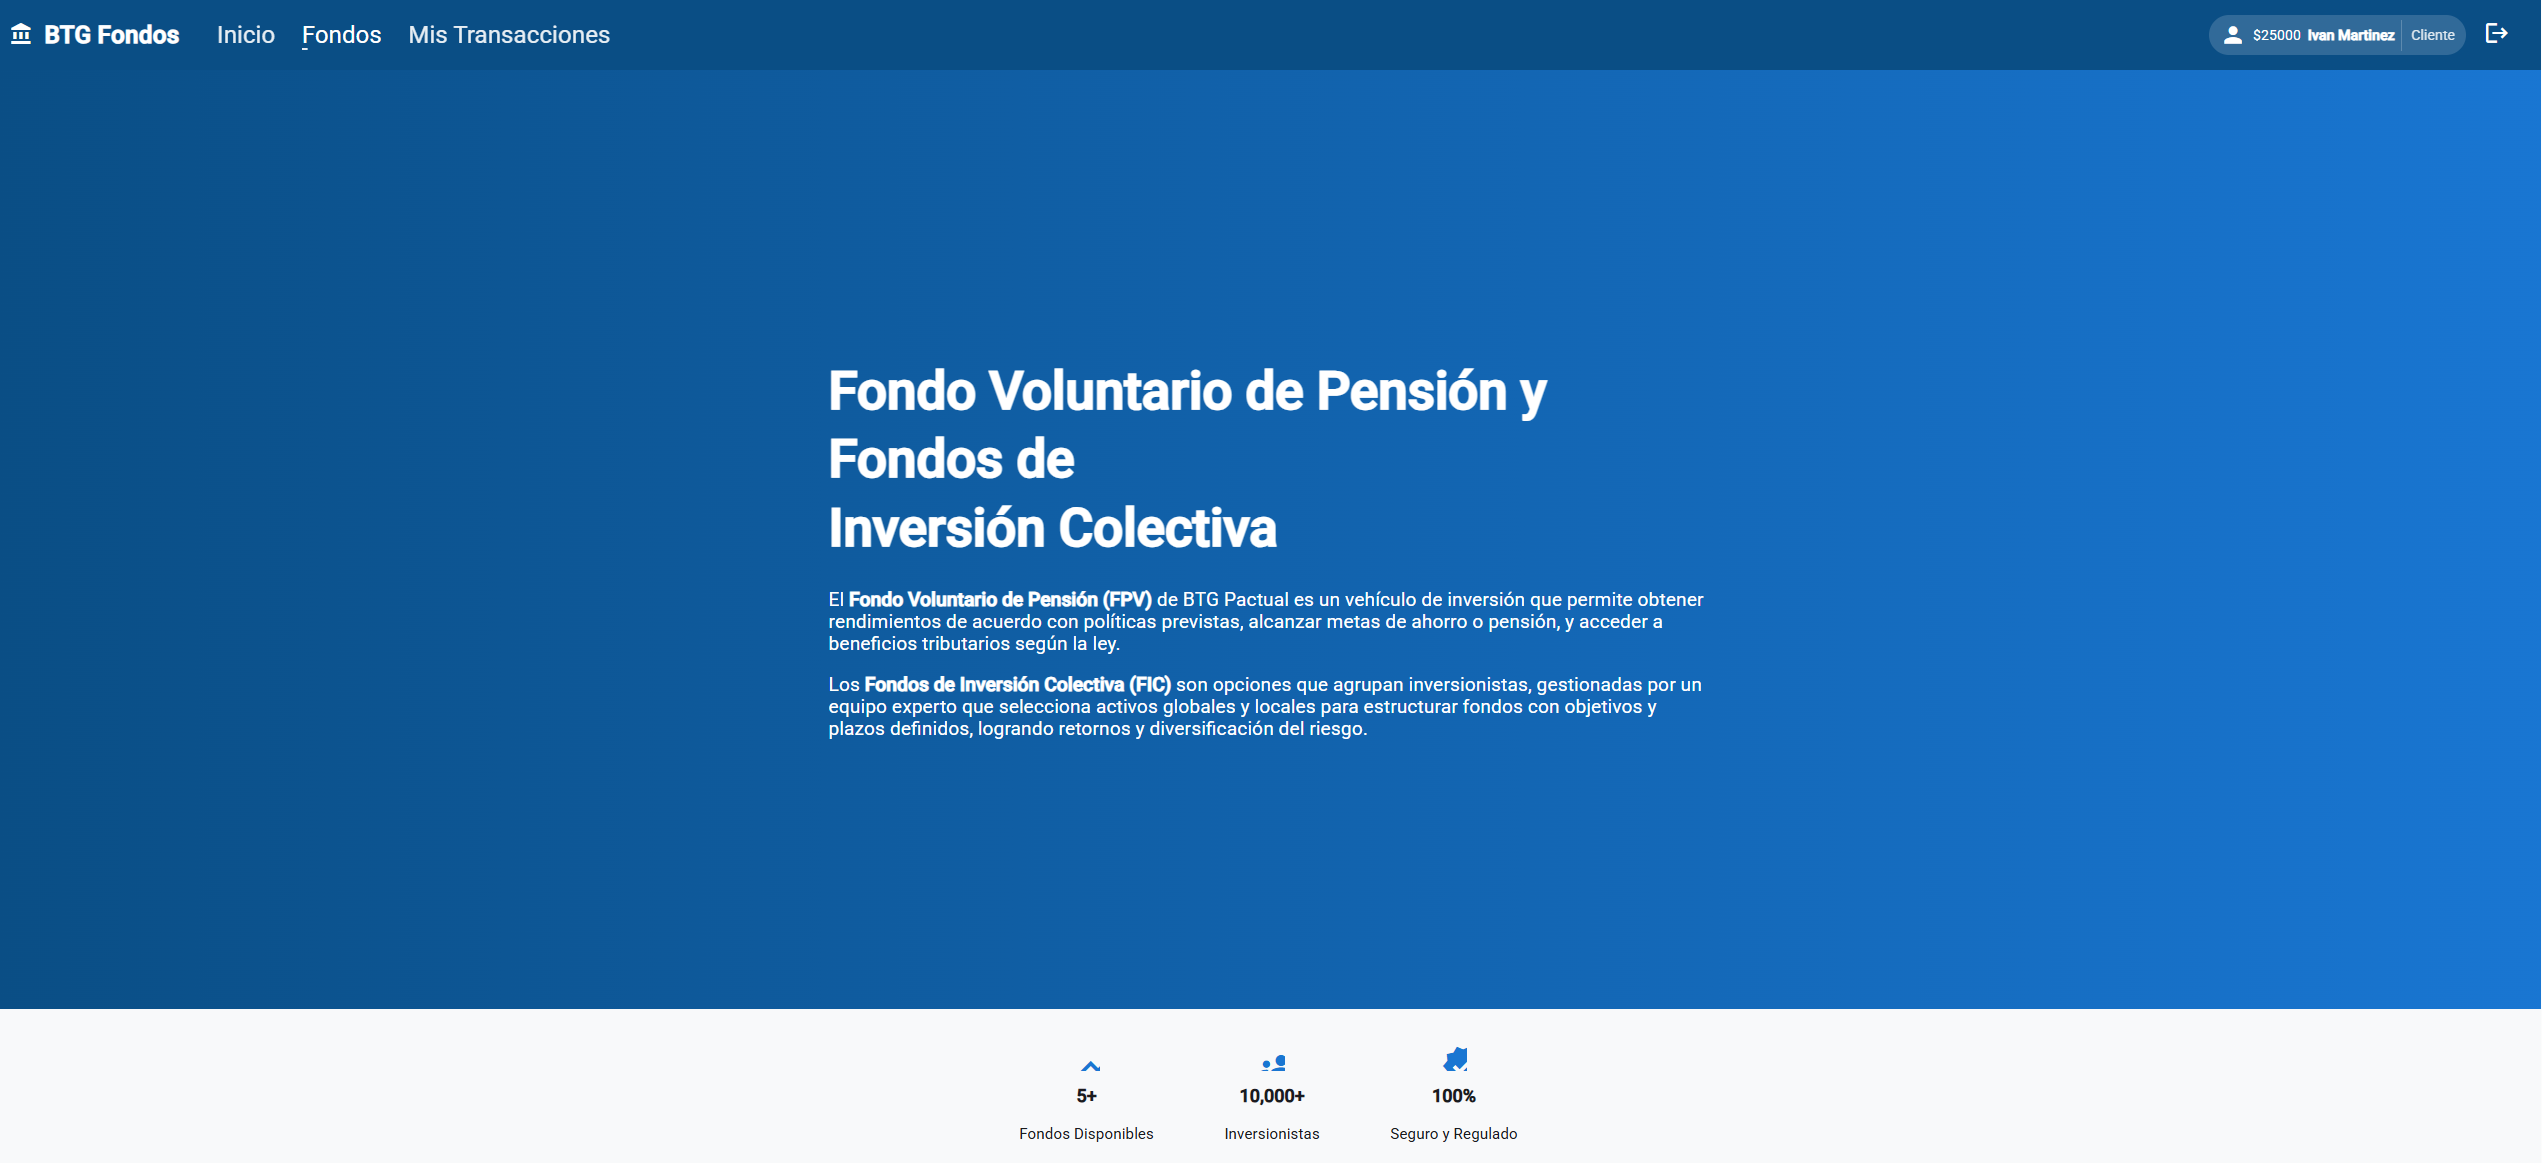 BTG Fondos Inicio Fondos Mis Transacciones $25000 Ivan Martinez Cliente
Fondo Voluntario de Pensión y
Fondos de
Inversión Colectiva
El Fondo Voluntario de Pensión (FPV) de BTG Pactual es un vehículo de inversión que permite obtener
rendimientos de acuerdo con políticas previstas, alcanzar metas de ahorro o pensión, y acceder a
beneficios tributarios según la ley.
Los Fondos de Inversión Colectiva (FIC) son opciones que agrupan inversionistas, gestionadas por un
equipo experto que selecciona activos globales y locales para estructurar fondos con objetivos y
plazos definidos, logrando retornos y diversificación del riesgo.
5+ 10,000+ 100%
Fondos Disponibles Inversionistas Seguro y Regulado